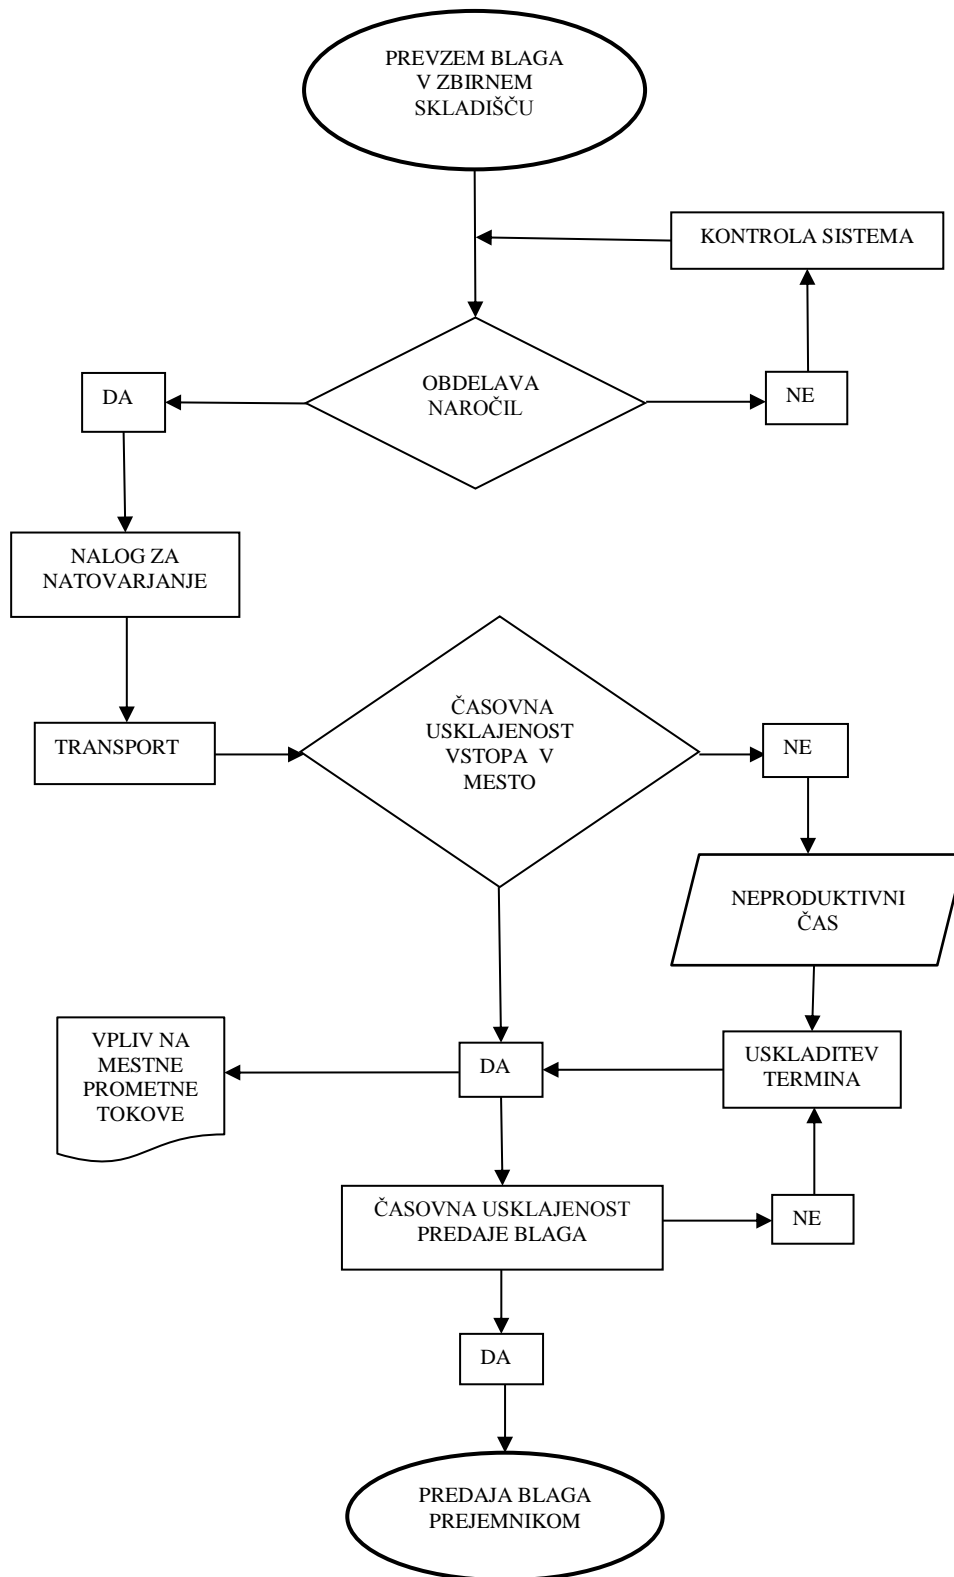 PREVZEM BLAGA
V ZBIRNEM
SKLADIŠČU
KONTROLA SISTEMA
OBDELAVA
NAROČIL
DA
NE
NALOG ZA
NATOVARJANJE
TRANSPORT
ČASOVNA
USKLAJENOST
VSTOPA V
MESTO
NE
NEPRODUKTIVNI
ČAS
VPLIV NA
MESTNE
PROMETNE
TOKOVE
DA
USKLADITEV
TERMINA
ČASOVNA USKLAJENOST
PREDAJE BLAGA
NE
DA
PREDAJA BLAGA
PREJEMNIKOM